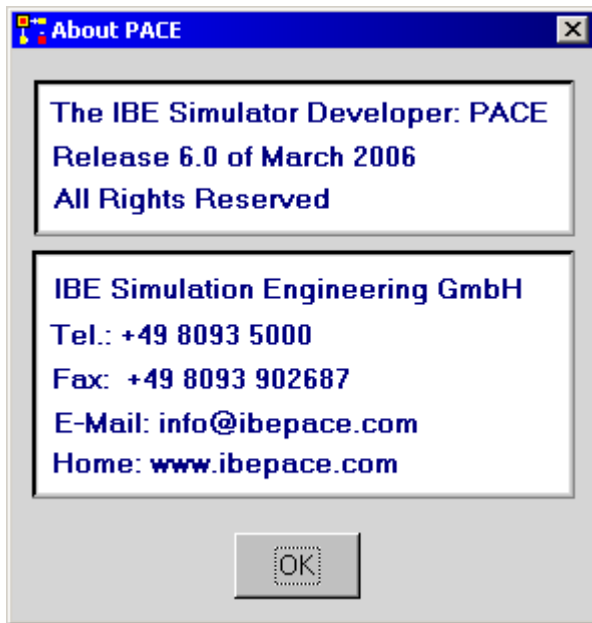 About PACE
The IBE Simulator Developer: PACE
Release 6.0 of March 2006
All Rights Reserved
IBE Simulation Engineering GmbH
Tel.: +49 8093 5000
Fax: +49 8093 902687
E-Mail: info@ibepace.com
Home: www.ibepace.com
OK